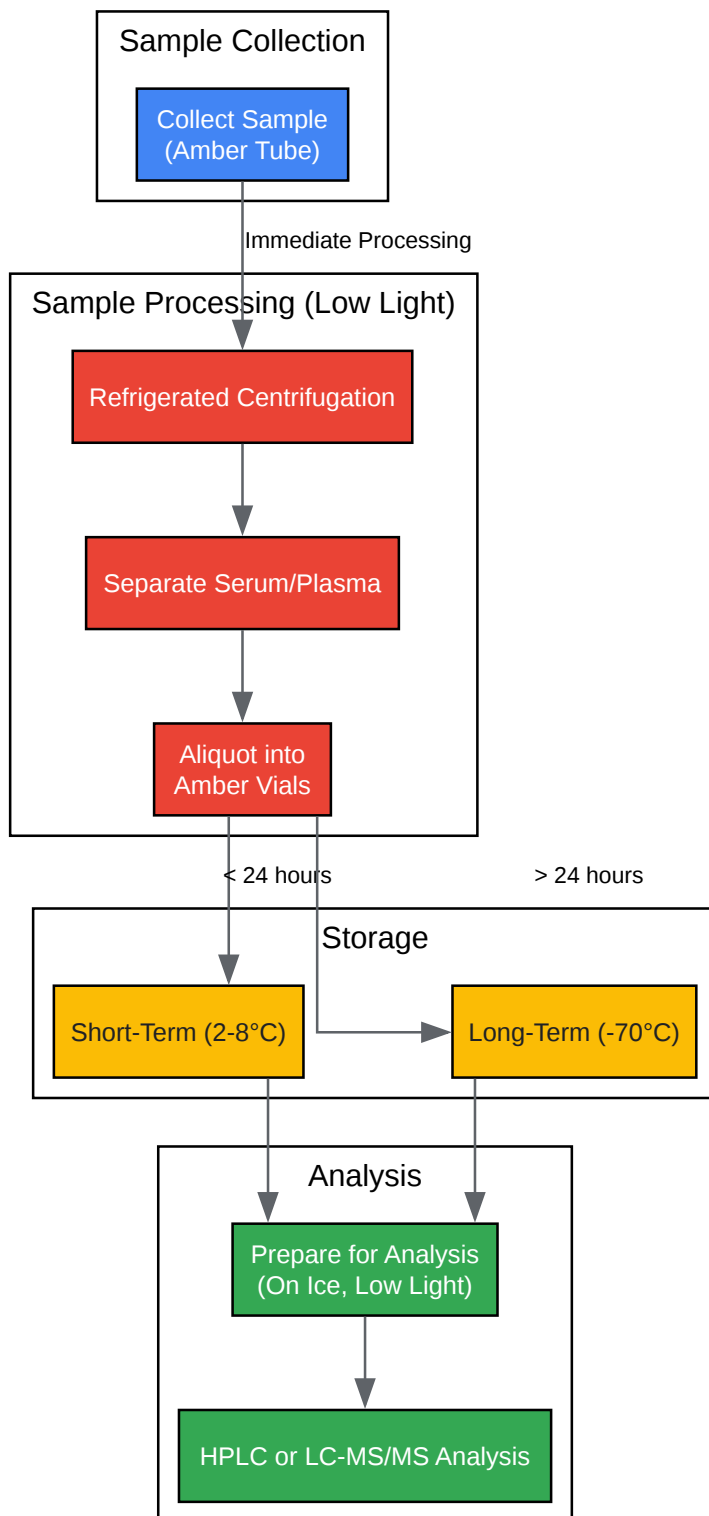 Sample Collection
Collect Sample
(Amber Tube)
Immediate Processing
Sample Processing (Low Light)
Refrigerated Centrifugation
Separate Serum/Plasma
Aliquot into
Amber Vials
< 24 hours
> 24 hours
Storage
Short-Term (2-8°C)
Long-Term (-70°C)
Analysis
Prepare for Analysis
(On Ice, Low Light)
HPLC or LC-MS/MS Analysis